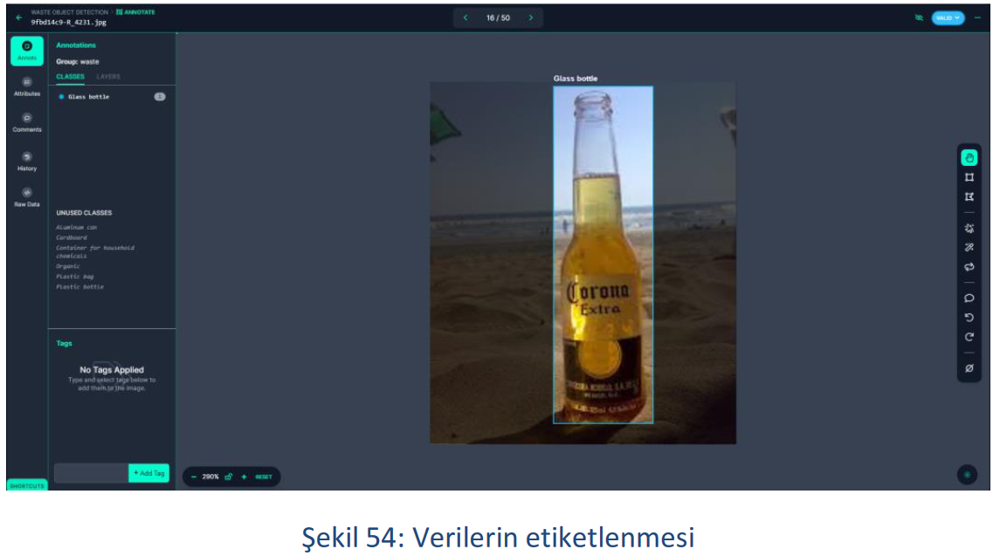 WASTE OBJECT DETECTION › ANNOTATE
9fbd14c9-R_4231.jpg
16 / 50
VALID
Annots
Attributes
Comments
History
Raw Data
SHORTCUTS
Annotations
Group: waste
CLASSES LAYERS
Glass bottle 1
UNUSED CLASSES
Aluminum can
Cardboard
Container for household
chemicals
Organic
Plastic bag
Plastic bottle
Tags
No Tags Applied
Type and select tags below to
add them to the image.
+ Add Tag
Glass bottle
Corona
Extra
290% RESET
Şekil 54: Verilerin etiketlenmesi